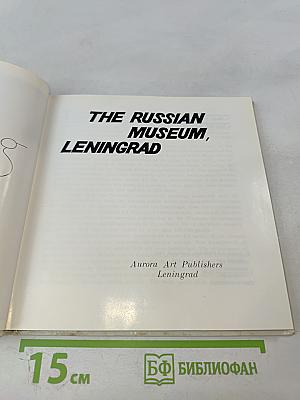 THE RUSSIAN
MUSEUM,
LENINGRAD
Aurora Art Publishers
Leningrad
15 см
БФ БИБЛИОФАН